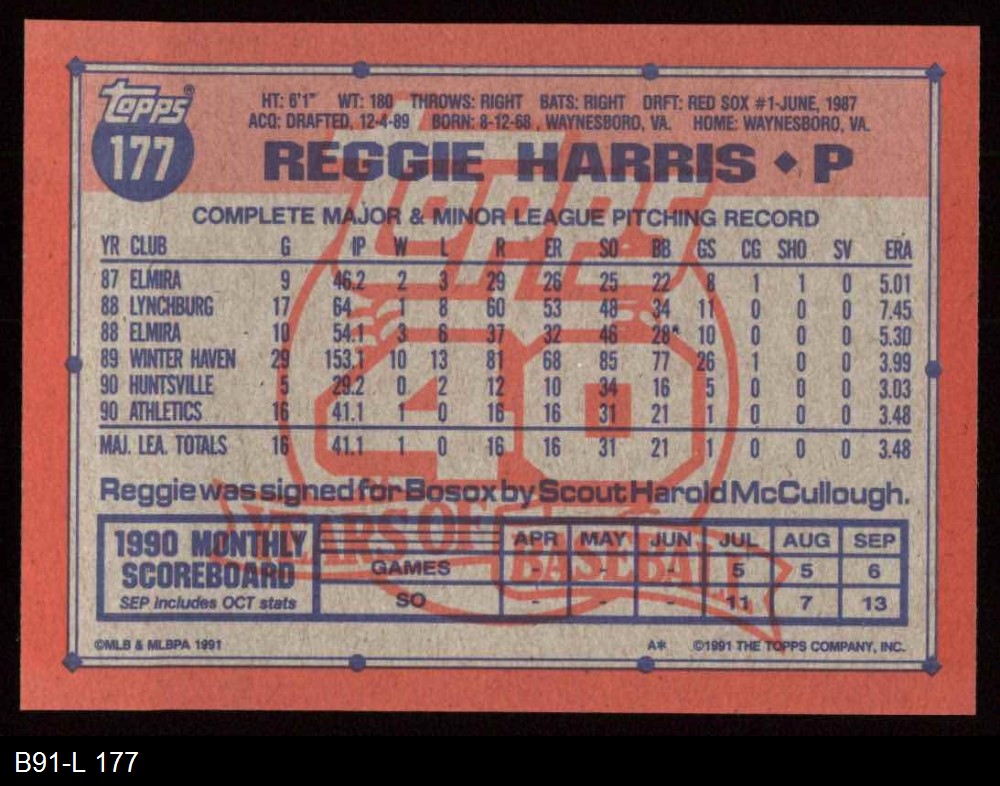 TOPPS®
177
HT: 6'1" WT: 180 THROWS: RIGHT BATS: RIGHT DRFT: RED SOX #1-JUNE, 1987
ACQ: DRAFTED, 12-4-89 BORN: 8-12-68, WAYNESBORO, VA. HOME: WAYNESBORO, VA.
REGGIE HARRIS ◆ P
COMPLETE MAJOR & MINOR LEAGUE PITCHING RECORD
YR CLUB G IP W L R ER SO BB GS CG SHO SV ERA
87 ELMIRA 9 46.2 2 3 29 26 25 22 8 1 1 0 5.01
88 LYNCHBURG 17 64 1 8 60 53 48 34 11 0 0 0 7.45
88 ELMIRA 10 54.1 3 6 37 32 46 28* 10 0 0 0 5.30
89 WINTER HAVEN 29 153.1 10 13 81 68 85 77 26 1 0 0 3.99
90 HUNTSVILLE 5 29.2 0 2 12 10 34 16 5 0 0 0 3.03
90 ATHLETICS 16 41.1 1 0 16 16 31 21 1 0 0 0 3.48
MAJ. LEA. TOTALS 16 41.1 1 0 16 16 31 21 1 0 0 0 3.48
TOPPS
40
YEARS OF BASEBALL
Reggie was signed for Bosox by Scout Harold McCullough.
1990 MONTHLY SCOREBOARD
SEP includes OCT stats
APR MAY JUN JUL AUG SEP
GAMES - - - 5 5 6
SO - - - 11 7 13
©MLB & MLBPA 1991 A* ©1991 THE TOPPS COMPANY, INC.
B91-L 177